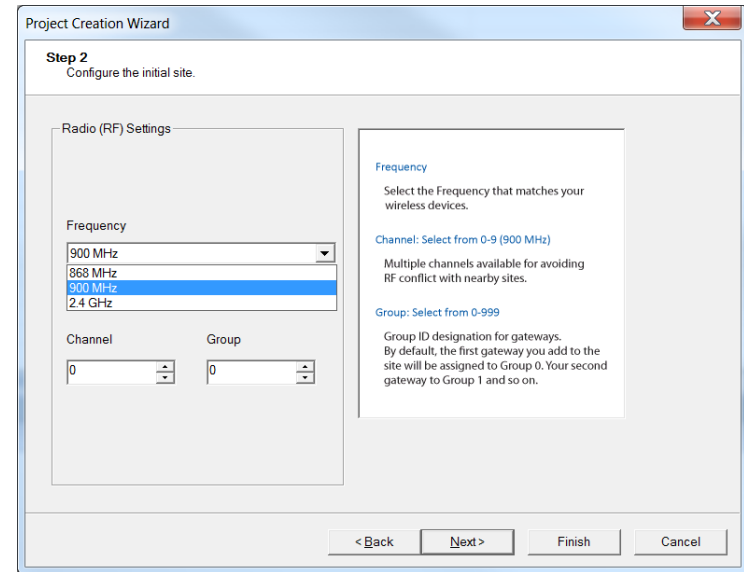 Project Creation Wizard
Step 2
Configure the initial site.
Radio (RF) Settings
Frequency
900 MHz
868 MHz
900 MHz
2.4 GHz
Channel
Group
0
0
Frequency
Select the Frequency that matches your
wireless devices.
Channel: Select from 0-9 (900 MHz)
Multiple channels available for avoiding
RF conflict with nearby sites.
Group: Select from 0-999
Group ID designation for gateways.
By default, the first gateway you add to the
site will be assigned to Group 0. Your second
gateway to Group 1 and so on.
< Back
Next >
Finish
Cancel